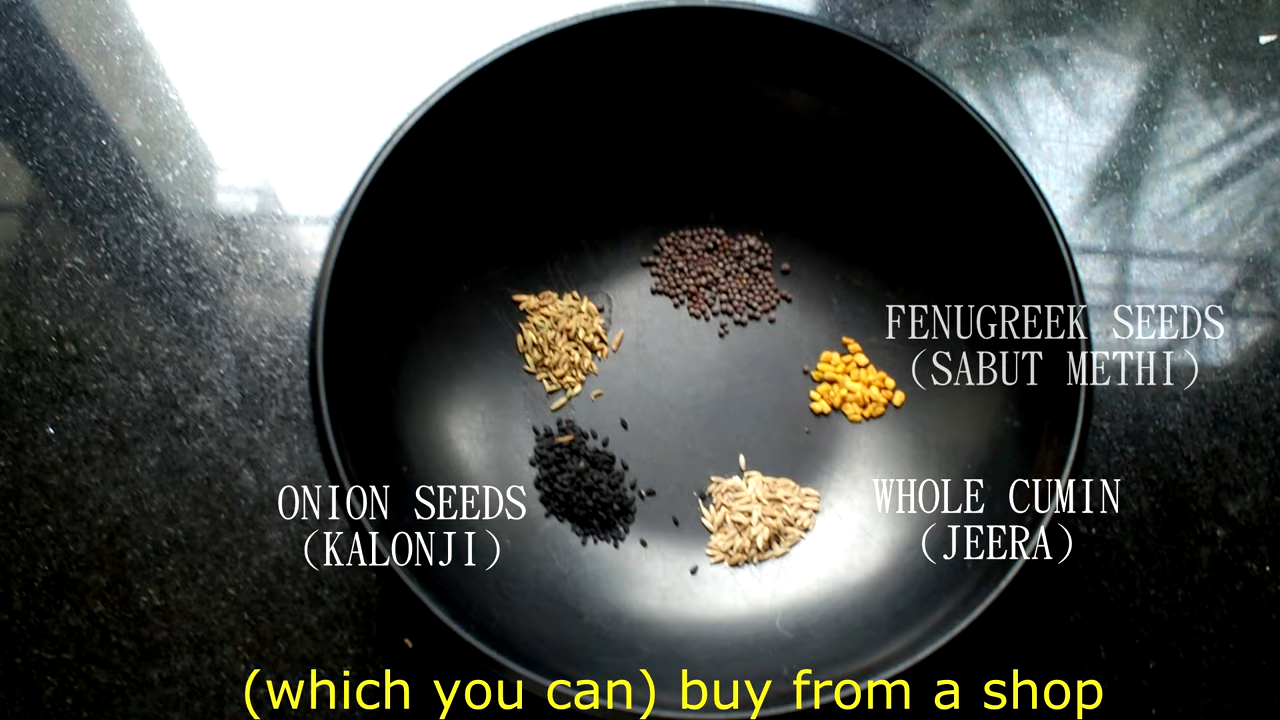 FENUGREEK SEEDS
(SABUT METHI)
ONION SEEDS
(KALONJI)
WHOLE CUMIN
(JEERA)
(which you can) buy from a shop